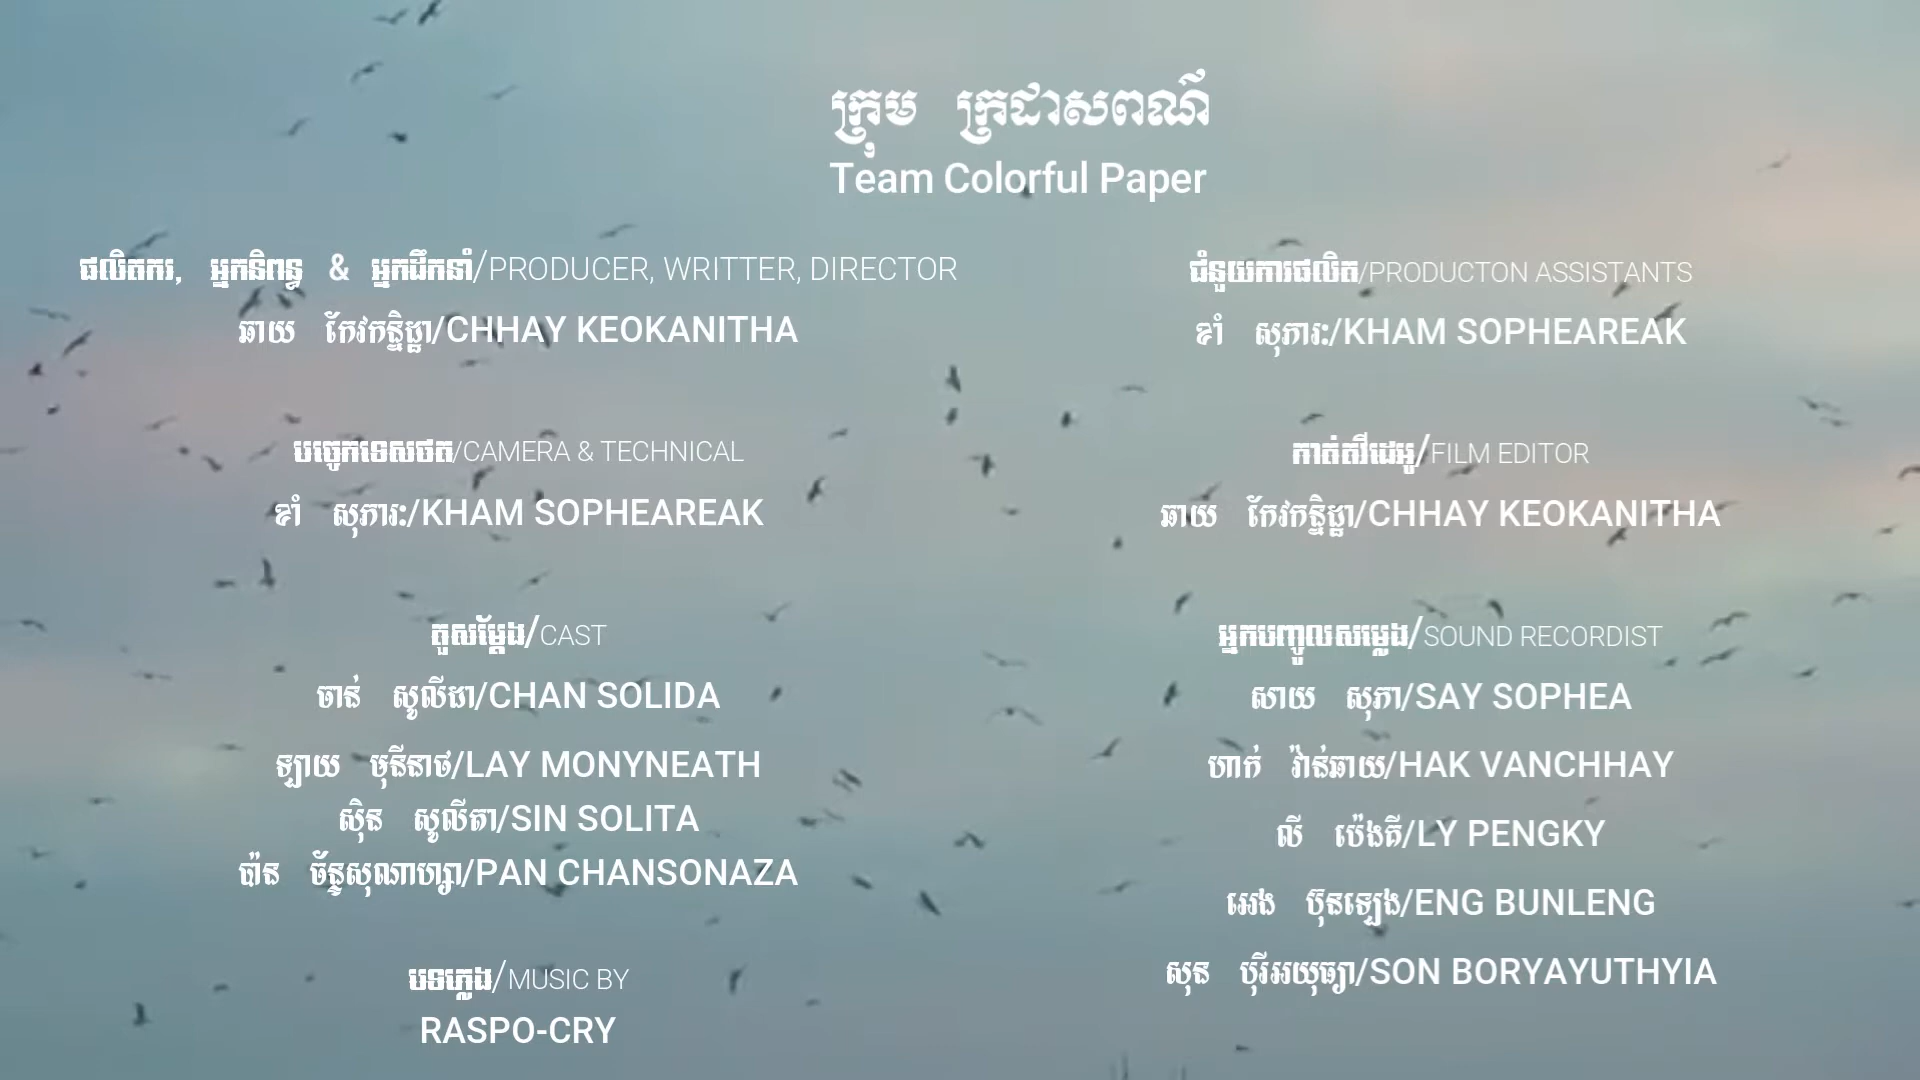 ក្រុម ក្រដាសពណ៌
Team Colorful Paper
ផលិតករ, អ្នកនិពន្ធ & អ្នកដឹកនាំ/PRODUCER, WRITTER, DIRECTOR
ឆាយ កែវកន្និដ្ឋា/CHHAY KEOKANITHA
បច្ចេកទេសថត/CAMERA & TECHNICAL
ខាំ សុភារៈ/KHAM SOPHEAREAK
តួសម្ដែង/CAST
ចាន់ សូលីដា/CHAN SOLIDA
ឡាយ មុនីនាថ/LAY MONYNEATH
ស៊ិន សូលីតា/SIN SOLITA
ប៉ាន ច័ន្ទសុណាហ្សា/PAN CHANSONAZA
បទភ្លេង/MUSIC BY
RASPO-CRY
ជំនួយការផលិត/PRODUCTON ASSISTANTS
ខាំ សុភារៈ/KHAM SOPHEAREAK
កាត់តវីដេអូ/FILM EDITOR
ឆាយ កែវកន្និដ្ឋា/CHHAY KEOKANITHA
អ្នកបញ្ចូលសម្លេង/SOUND RECORDIST
សាយ សុភា/SAY SOPHEA
ហាក់ វ៉ាន់ឆាយ/HAK VANCHHAY
លី ប៉េងគី/LY PENGKY
អេង ប៊ុនឡេង/ENG BUNLENG
សុន បុរីអយុធ្យា/SON BORYAYUTHYIA